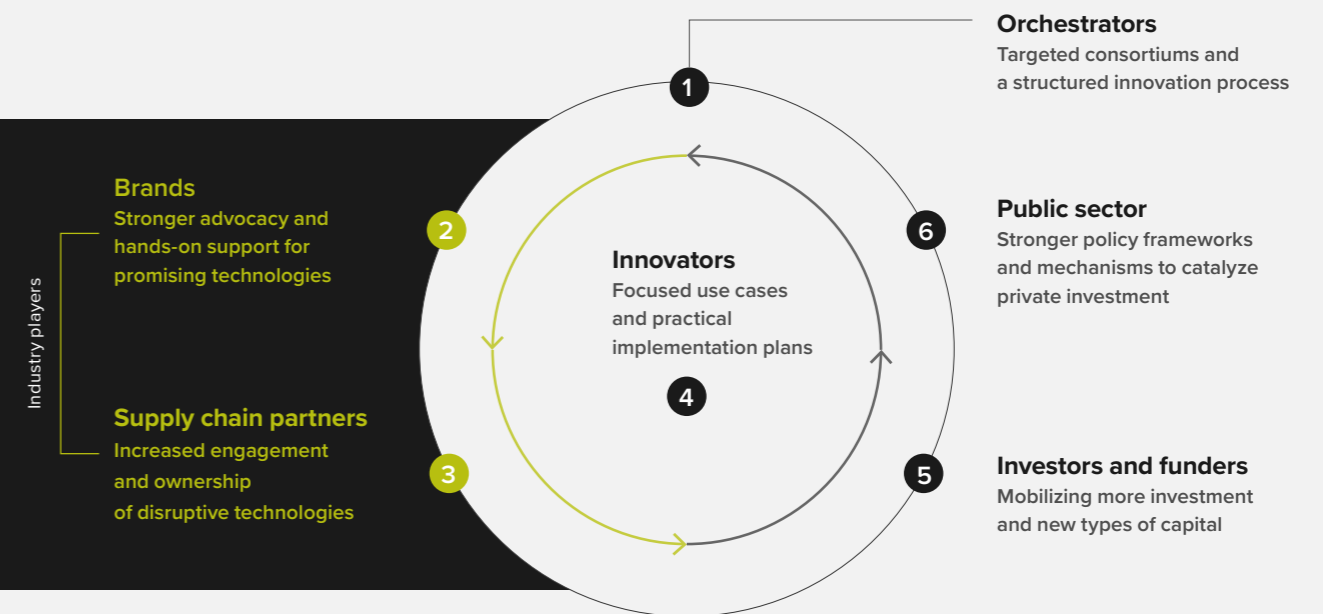 1
Orchestrators
Targeted consortiums and
a structured innovation process
Industry players
2
Brands
Stronger advocacy and
hands-on support for
promising technologies
3
Supply chain partners
Increased engagement
and ownership
of disruptive technologies
Innovators
Focused use cases
and practical
implementation plans
4
5
Investors and funders
Mobilizing more investment
and new types of capital
6
Public sector
Stronger policy frameworks
and mechanisms to catalyze
private investment